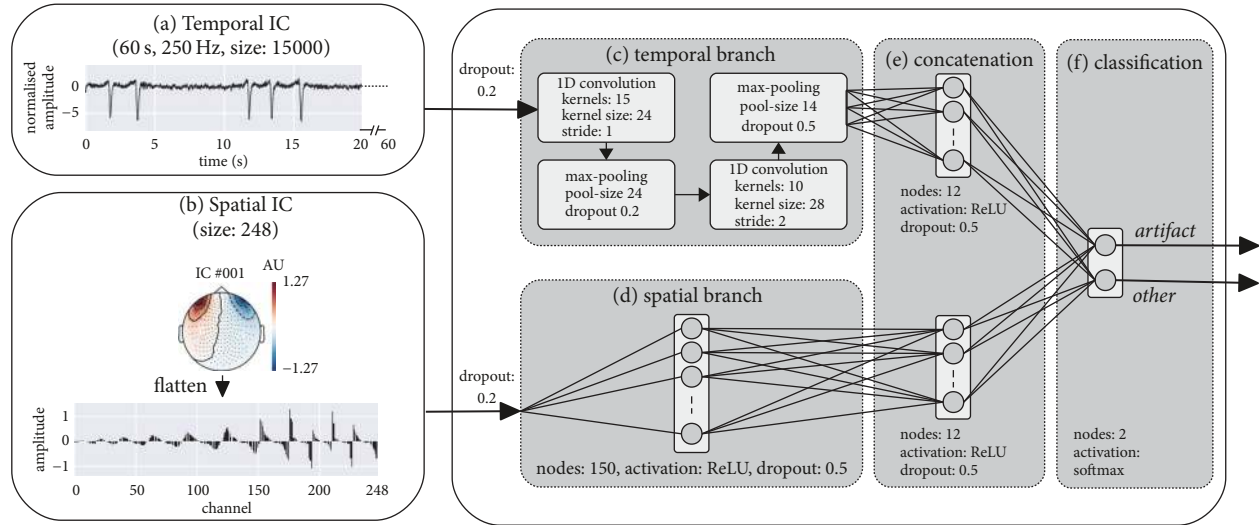 (a) Temporal IC
(60 s, 250 Hz, size: 15000)
normalised
amplitude
0
−5
0
5
10
15
20
60
time (s)
(b) Spatial IC
(size: 248)
IC #001
AU
1.27
−1.27
flatten
amplitude
1
0
−1
0
50
100
150
200
248
channel
dropout:
0.2
dropout:
0.2
(c) temporal branch
1D convolution
kernels: 15
kernel size: 24
stride: 1
max-pooling
pool-size 24
dropout 0.2
1D convolution
kernels: 10
kernel size: 28
stride: 2
max-pooling
pool-size 14
dropout 0.5
(d) spatial branch
nodes: 150, activation: ReLU, dropout: 0.5
(e) concatenation
nodes: 12
activation: ReLU
dropout: 0.5
nodes: 12
activation: ReLU
dropout: 0.5
(f) classification
artifact
other
nodes: 2
activation:
softmax